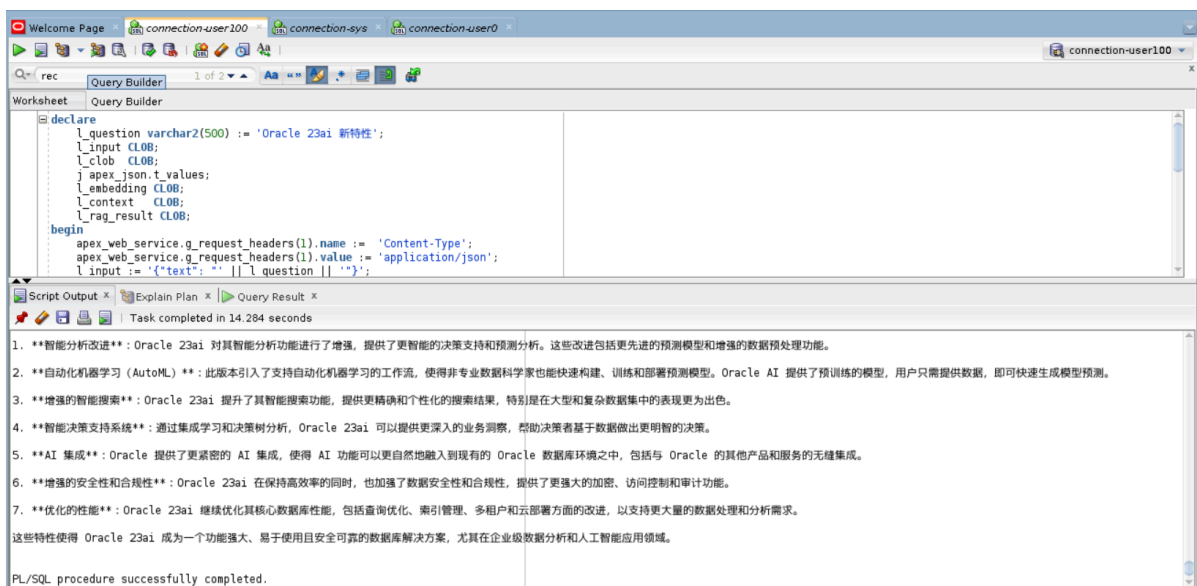 Welcome Page × connection-user100 × connection-sys × connection-user0 ×
connection-user100
rec 1 of 2 Aa “” .* x
Query Builder
Worksheet Query Builder
declare
l_question varchar2(500) := 'Oracle 23ai 新特性';
l_input CLOB;
l_clob CLOB;
j apex_json.t_values;
l_embedding CLOB;
l_context CLOB;
l_rag_result CLOB;
begin
apex_web_service.g_request_headers(1).name := 'Content-Type';
apex_web_service.g_request_headers(1).value := 'application/json';
l_input := '{"text": "' || l_question || '"}';
Script Output × Explain Plan × Query Result ×
Task completed in 14.284 seconds
1. **智能分析改进**：Oracle 23ai 对其智能分析功能进行了增强，提供了更智能的决策支持和预测分析。这些改进包括更先进的预测模型和增强的数据预处理功能。
2. **自动化机器学习（AutoML）**：此版本引入了支持自动化机器学习的工作流，使得非专业数据科学家也能快速构建、训练和部署预测模型。Oracle AI 提供了预训练的模型，用户只需提供数据，即可快速生成模型预测。
3. **增强的智能搜索**：Oracle 23ai 提升了其智能搜索功能，提供更精确和个性化的搜索结果，特别是在大型和复杂数据集中的表现更为出色。
4. **智能决策支持系统**：通过集成学习和决策树分析，Oracle 23ai 可以提供更深入的业务洞察，帮助决策者基于数据做出更明智的决策。
5. **AI 集成**：Oracle 提供了更紧密的 AI 集成，使得 AI 功能可以更自然地融入到现有的 Oracle 数据库环境之中，包括与 Oracle 的其他产品和服务的无缝集成。
6. **增强的安全性和合规性**：Oracle 23ai 在保持高效率的同时，也加强了数据安全性和合规性，提供了更强大的加密、访问控制和审计功能。
7. **优化的性能**：Oracle 23ai 继续优化其核心数据库性能，包括查询优化、索引管理、多租户和云部署方面的改进，以支持更大量的数据处理和分析需求。
这些特性使得 Oracle 23ai 成为一个功能强大、易于使用且安全可靠的数据库解决方案，尤其在企业级数据分析和人工智能应用领域。
PL/SQL procedure successfully completed.